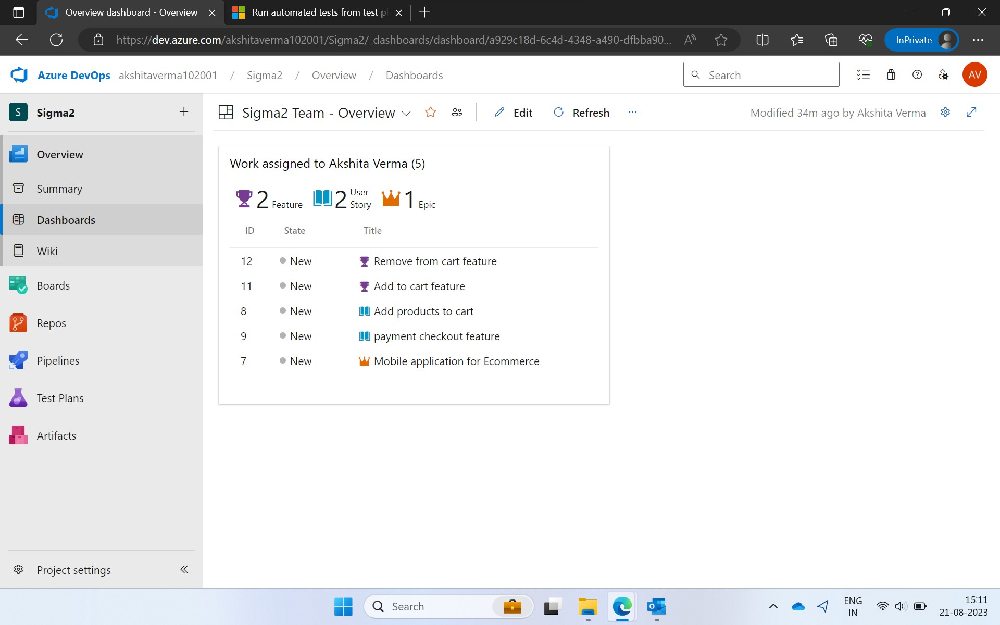 Overview dashboard - Overview
Run automated tests from test pl
https://dev.azure.com/akshitaverma102001/Sigma2/_dashboards/dashboard/a929c18d-6c4d-4348-a490-dfbba90...
InPrivate
Azure DevOps akshitaverma102001 / Sigma2 / Overview / Dashboards
Search
AV
S Sigma2
Sigma2 Team - Overview
Edit
Refresh
Modified 34m ago by Akshita Verma
Overview
Summary
Dashboards
Wiki
Boards
Repos
Pipelines
Test Plans
Artifacts
Project settings
Work assigned to Akshita Verma (5)
2 Feature
2 User Story
1 Epic
ID State Title
12 New Remove from cart feature
11 New Add to cart feature
8 New Add products to cart
9 New payment checkout feature
7 New Mobile application for Ecommerce
Search
ENG
IN
15:11
21-08-2023